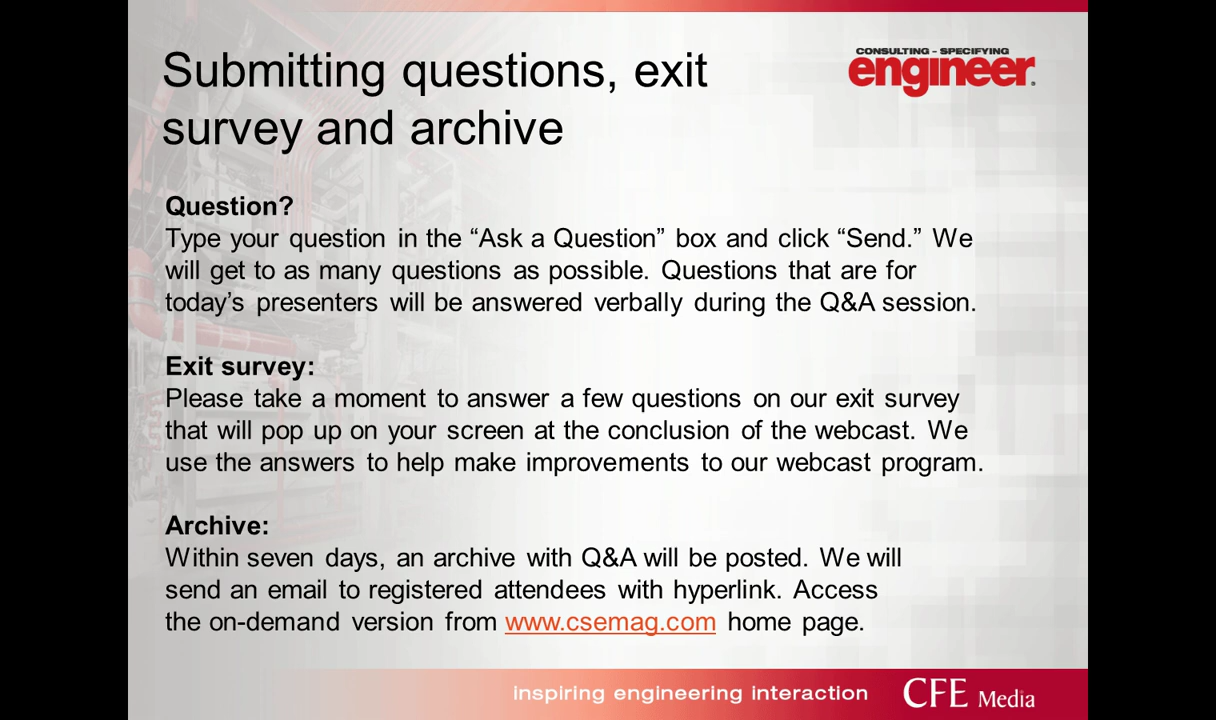 Submitting questions, exit
survey and archive
CONSULTING - SPECIFYING
engineer
Question?
Type your question in the “Ask a Question” box and click “Send.” We
will get to as many questions as possible. Questions that are for
today’s presenters will be answered verbally during the Q&A session.
Exit survey:
Please take a moment to answer a few questions on our exit survey
that will pop up on your screen at the conclusion of the webcast. We
use the answers to help make improvements to our webcast program.
Archive:
Within seven days, an archive with Q&A will be posted. We will
send an email to registered attendees with hyperlink. Access
the on-demand version from www.csemag.com home page.
inspiring engineering interaction
CFE Media